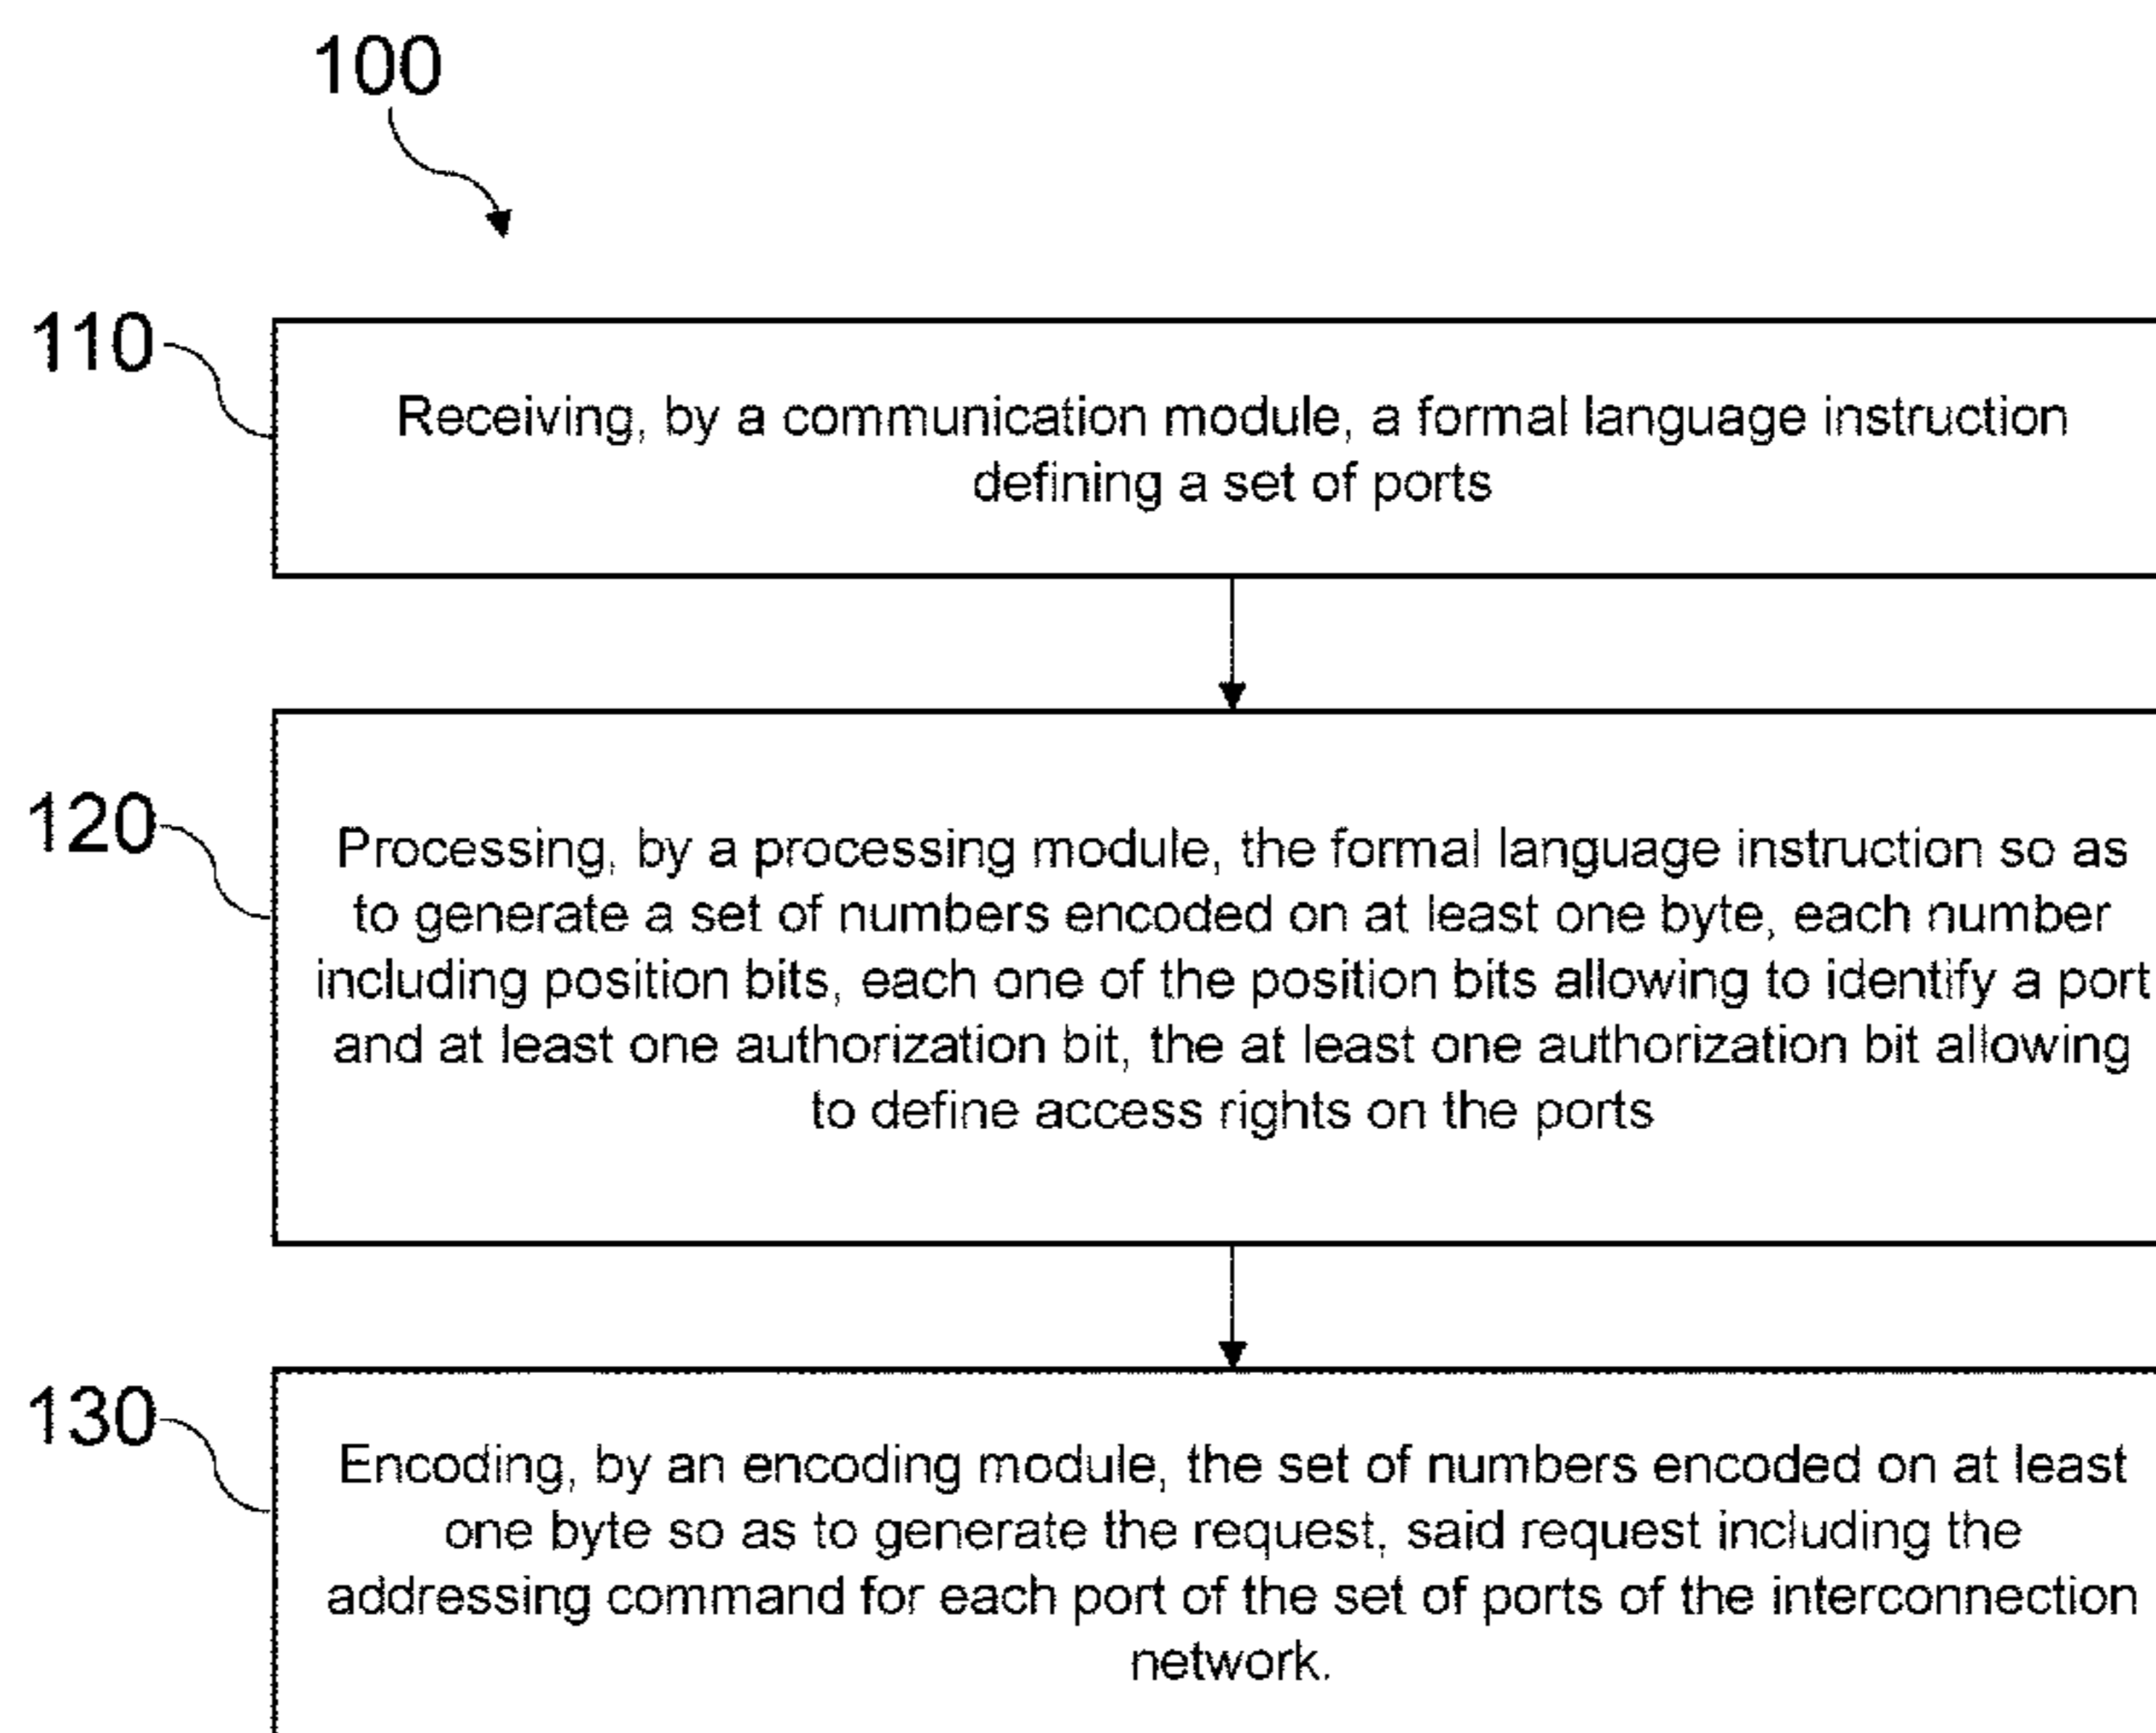 100
110
Receiving, by a communication module, a formal language instruction
defining a set of ports
120
Processing, by a processing module, the formal language instruction so as
to generate a set of numbers encoded on at least one byte, each number
including position bits, each one of the position bits allowing to identify a port
and at least one authorization bit, the at least one authorization bit allowing
to define access rights on the ports
130
Encoding, by an encoding module, the set of numbers encoded on at least
one byte so as to generate the request, said request including the
addressing command for each port of the set of ports of the interconnection
network.